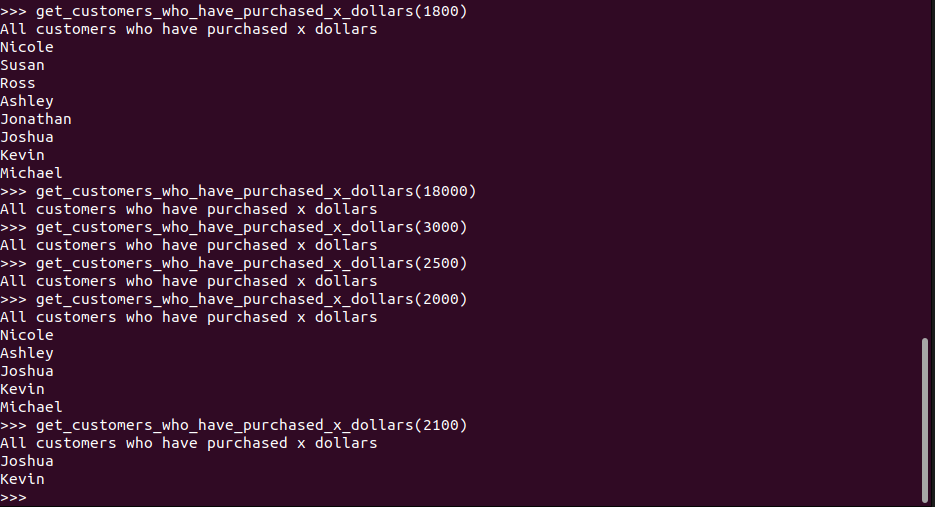 >>> get_customers_who_have_purchased_x_dollars(1800)
All customers who have purchased x dollars
Nicole
Susan
Ross
Ashley
Jonathan
Joshua
Kevin
Michael
>>> get_customers_who_have_purchased_x_dollars(18000)
All customers who have purchased x dollars
>>> get_customers_who_have_purchased_x_dollars(3000)
All customers who have purchased x dollars
>>> get_customers_who_have_purchased_x_dollars(2500)
All customers who have purchased x dollars
>>> get_customers_who_have_purchased_x_dollars(2000)
All customers who have purchased x dollars
Nicole
Ashley
Joshua
Kevin
Michael
>>> get_customers_who_have_purchased_x_dollars(2100)
All customers who have purchased x dollars
Joshua
Kevin
>>>